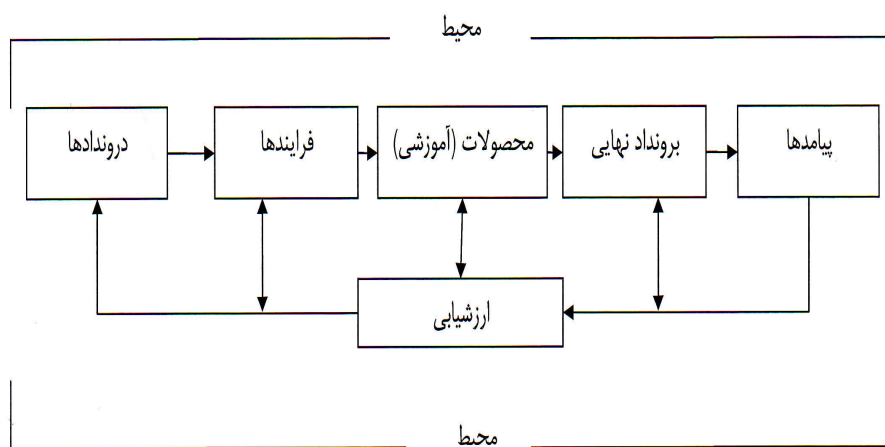 محیط
دروندادها
فرایندها
محصولات (آموزشی)
برونداد نهایی
پیامدها
ارزشیابی
محیط